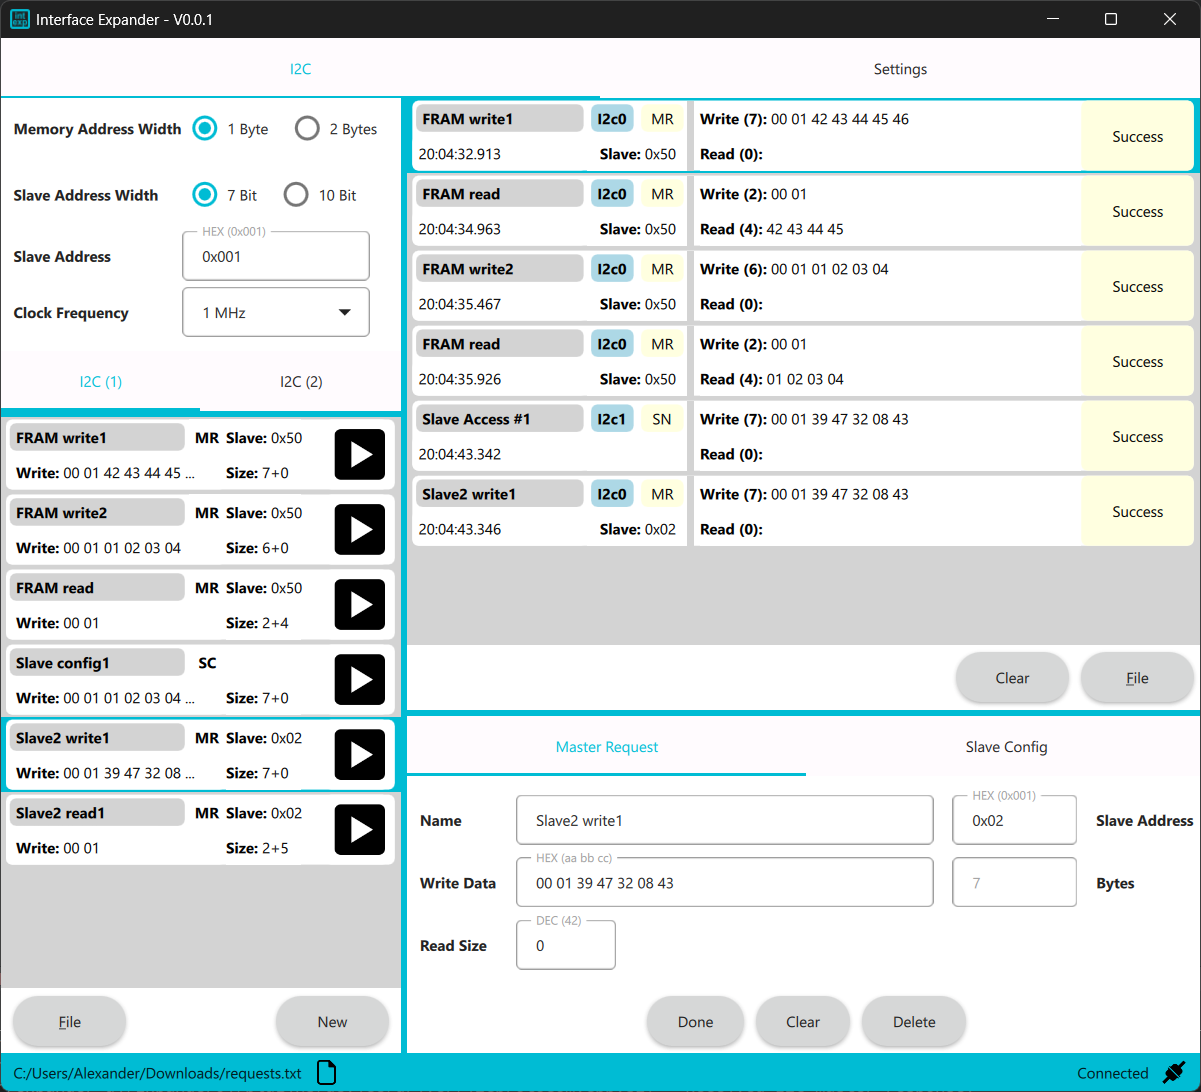 int exp Interface Expander - V0.0.1
I2C
Settings
Memory Address Width 1 Byte 2 Bytes
Slave Address Width 7 Bit 10 Bit
HEX (0x001)
Slave Address 0x001
Clock Frequency 1 MHz
I2C (1) I2C (2)
FRAM write1 MR Slave: 0x50
Write: 00 01 42 43 44 45 ... Size: 7+0
FRAM write2 MR Slave: 0x50
Write: 00 01 01 02 03 04 Size: 6+0
FRAM read MR Slave: 0x50
Write: 00 01 Size: 2+4
Slave config1 SC
Write: 00 01 01 02 03 04 ... Size: 7+0
Slave2 write1 MR Slave: 0x02
Write: 00 01 39 47 32 08 ... Size: 7+0
Slave2 read1 MR Slave: 0x02
Write: 00 01 Size: 2+5
File New
FRAM write1 I2c0 MR Write (7): 00 01 42 43 44 45 46
Success
20:04:32.913 Slave: 0x50 Read (0):
FRAM read I2c0 MR Write (2): 00 01
Success
20:04:34.963 Slave: 0x50 Read (4): 42 43 44 45
FRAM write2 I2c0 MR Write (6): 00 01 01 02 03 04
Success
20:04:35.467 Slave: 0x50 Read (0):
FRAM read I2c0 MR Write (2): 00 01
Success
20:04:35.926 Slave: 0x50 Read (4): 01 02 03 04
Slave Access #1 I2c1 SN Write (7): 00 01 39 47 32 08 43
Success
20:04:43.342 Read (0):
Slave2 write1 I2c0 MR Write (7): 00 01 39 47 32 08 43
Success
20:04:43.346 Slave: 0x02 Read (0):
Clear File
Master Request Slave Config
HEX (0x001)
Name Slave2 write1 0x02 Slave Address
HEX (aa bb cc)
Write Data 00 01 39 47 32 08 43 7 Bytes
DEC (42)
Read Size 0
Done Clear Delete
C:/Users/Alexander/Downloads/requests.txt Connected